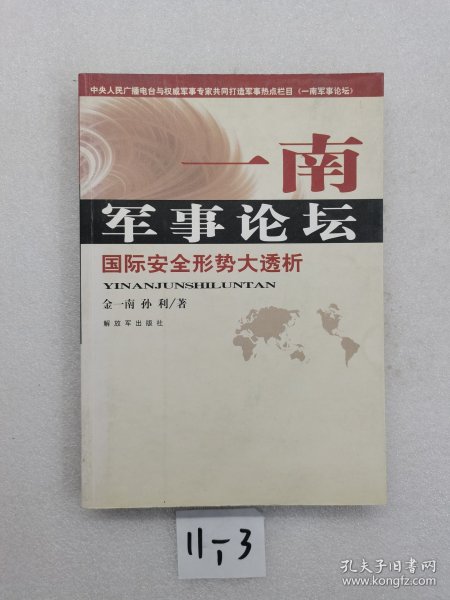 中央人民广播电台与权威军事专家共同打造军事热点栏目《一南军事论坛》
一南
军事论坛
国际安全形势大透析
YINANJUNSHILUNTAN
金一南 孙 利/著
解放军出版社
11-3
孔夫子旧书网
www.kongfz.com